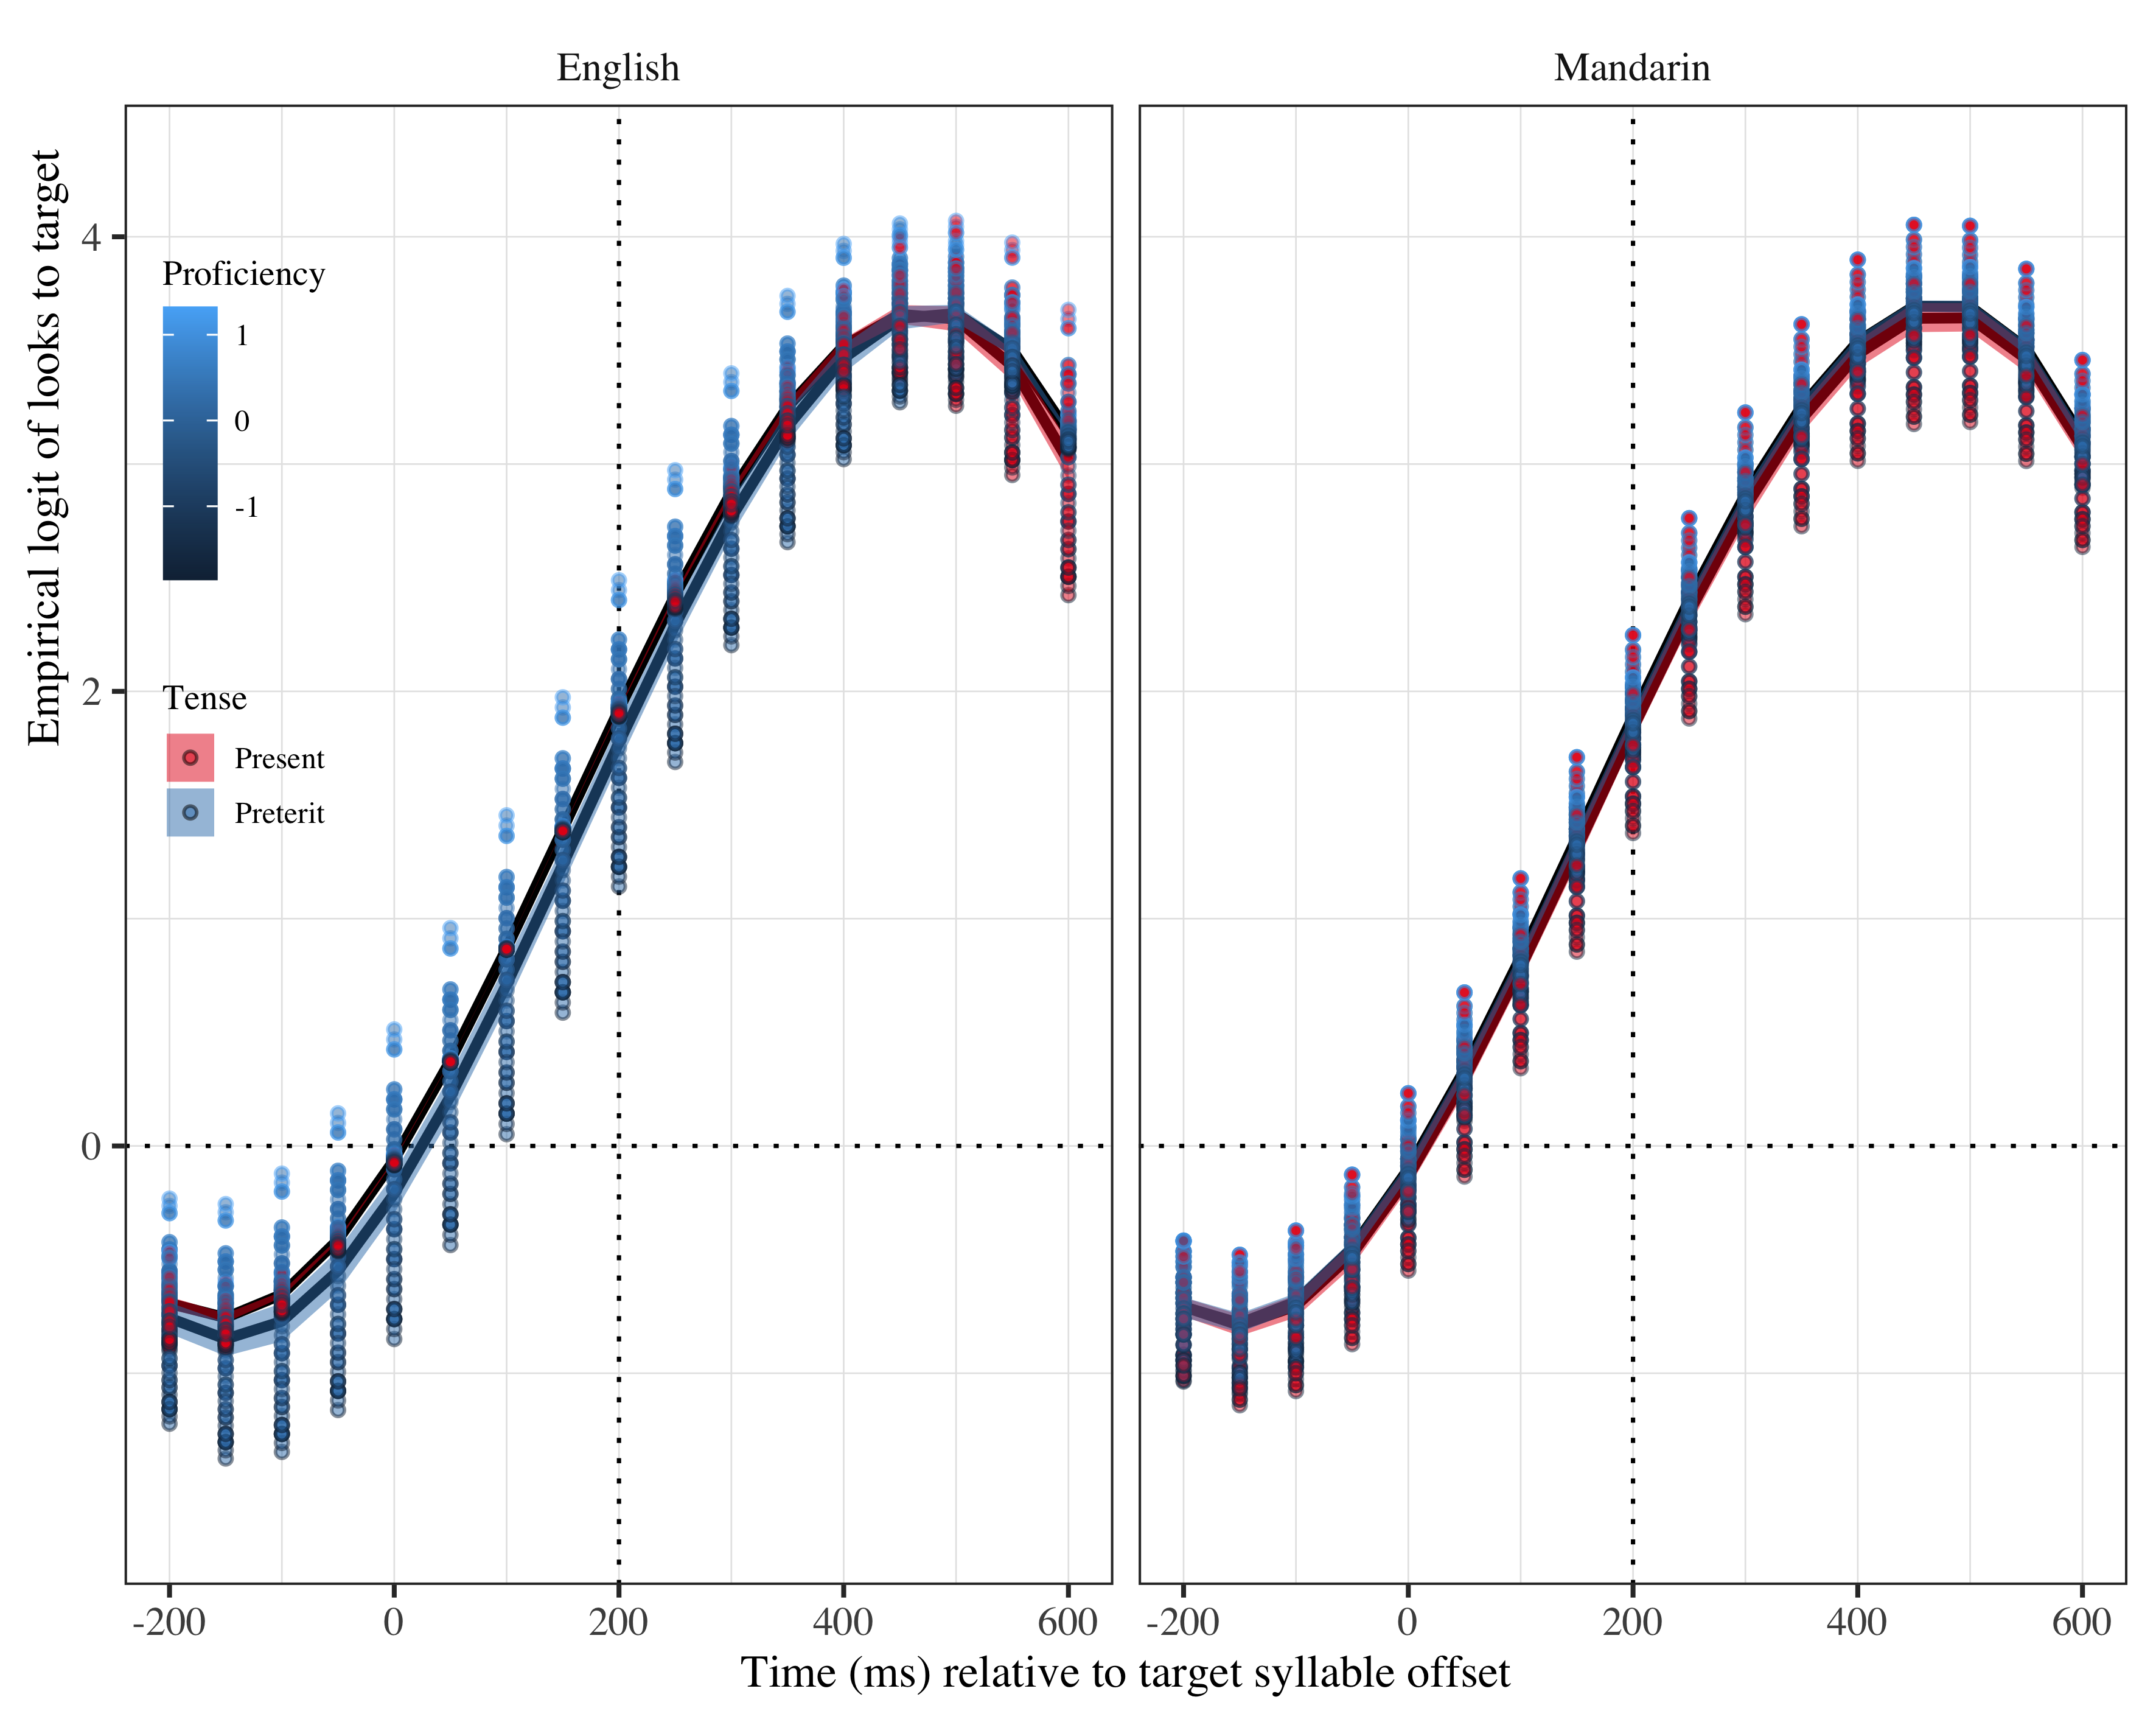 English
Mandarin
Empirical logit of looks to target
4
2
0
Proficiency
1
0
-1
Tense
Present
Preterit
-200
0
200
400
600
-200
0
200
400
600
Time (ms) relative to target syllable offset